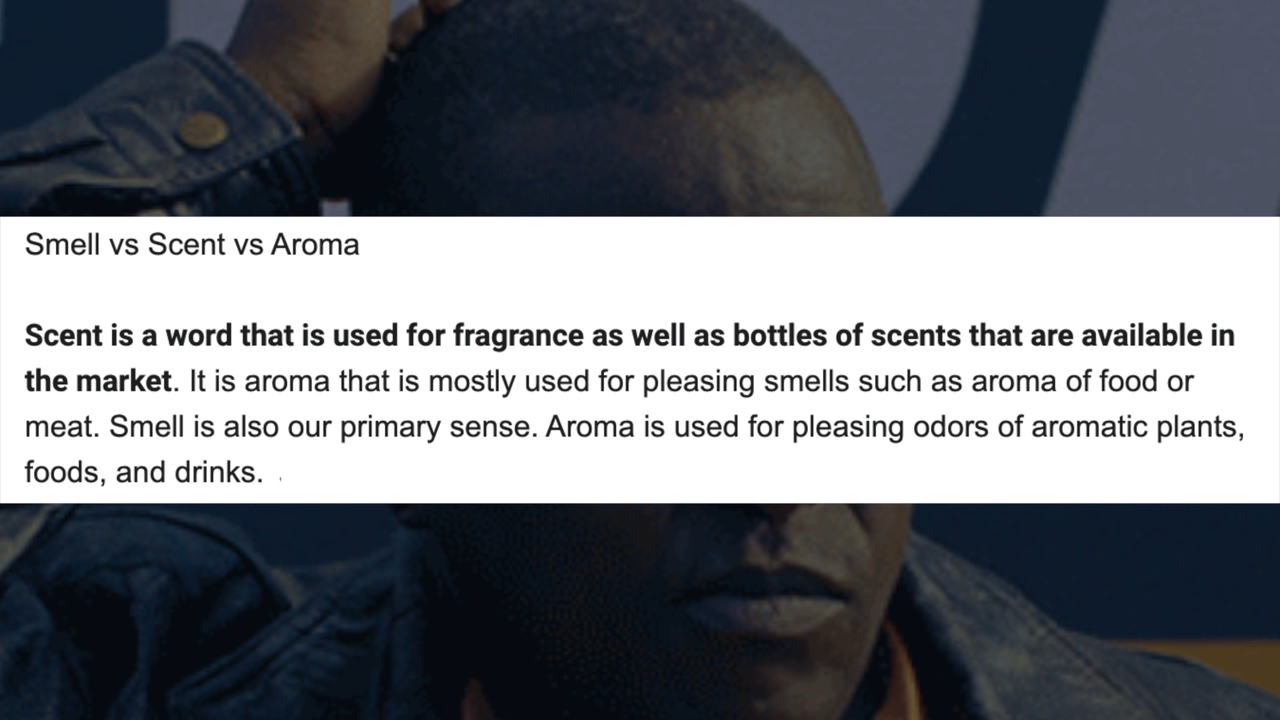 Smell vs Scent vs Aroma
Scent is a word that is used for fragrance as well as bottles of scents that are available in
the market. It is aroma that is mostly used for pleasing smells such as aroma of food or
meat. Smell is also our primary sense. Aroma is used for pleasing odors of aromatic plants,
foods, and drinks.